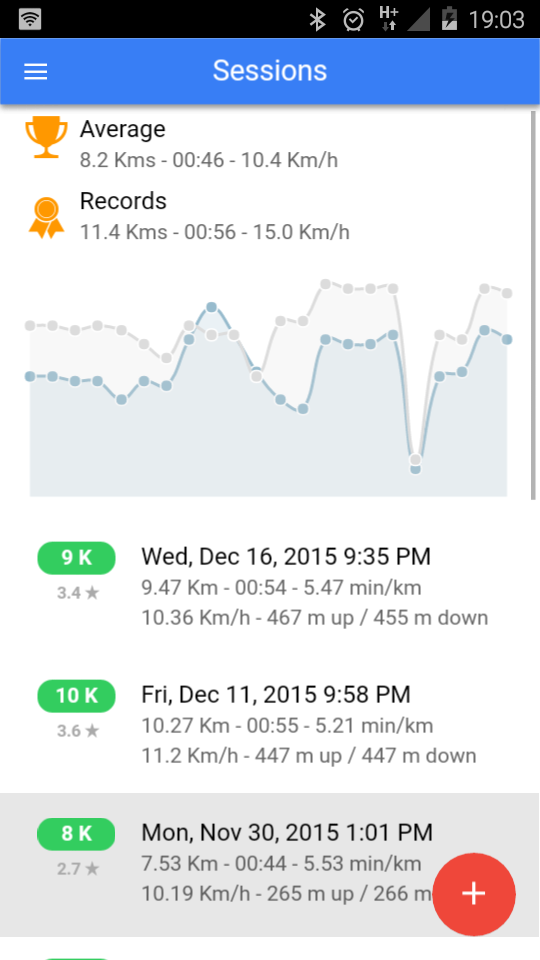 H+
19:03
Sessions
Average
8.2 Kms - 00:46 - 10.4 Km/h
Records
11.4 Kms - 00:56 - 15.0 Km/h
9 K
Wed, Dec 16, 2015 9:35 PM
3.4 ★
9.47 Km - 00:54 - 5.47 min/km
10.36 Km/h - 467 m up / 455 m down
10 K
Fri, Dec 11, 2015 9:58 PM
3.6 ★
10.27 Km - 00:55 - 5.21 min/km
11.2 Km/h - 447 m up / 447 m down
8 K
Mon, Nov 30, 2015 1:01 PM
2.7 ★
7.53 Km - 00:44 - 5.53 min/km
10.19 Km/h - 265 m up / 266 m
+